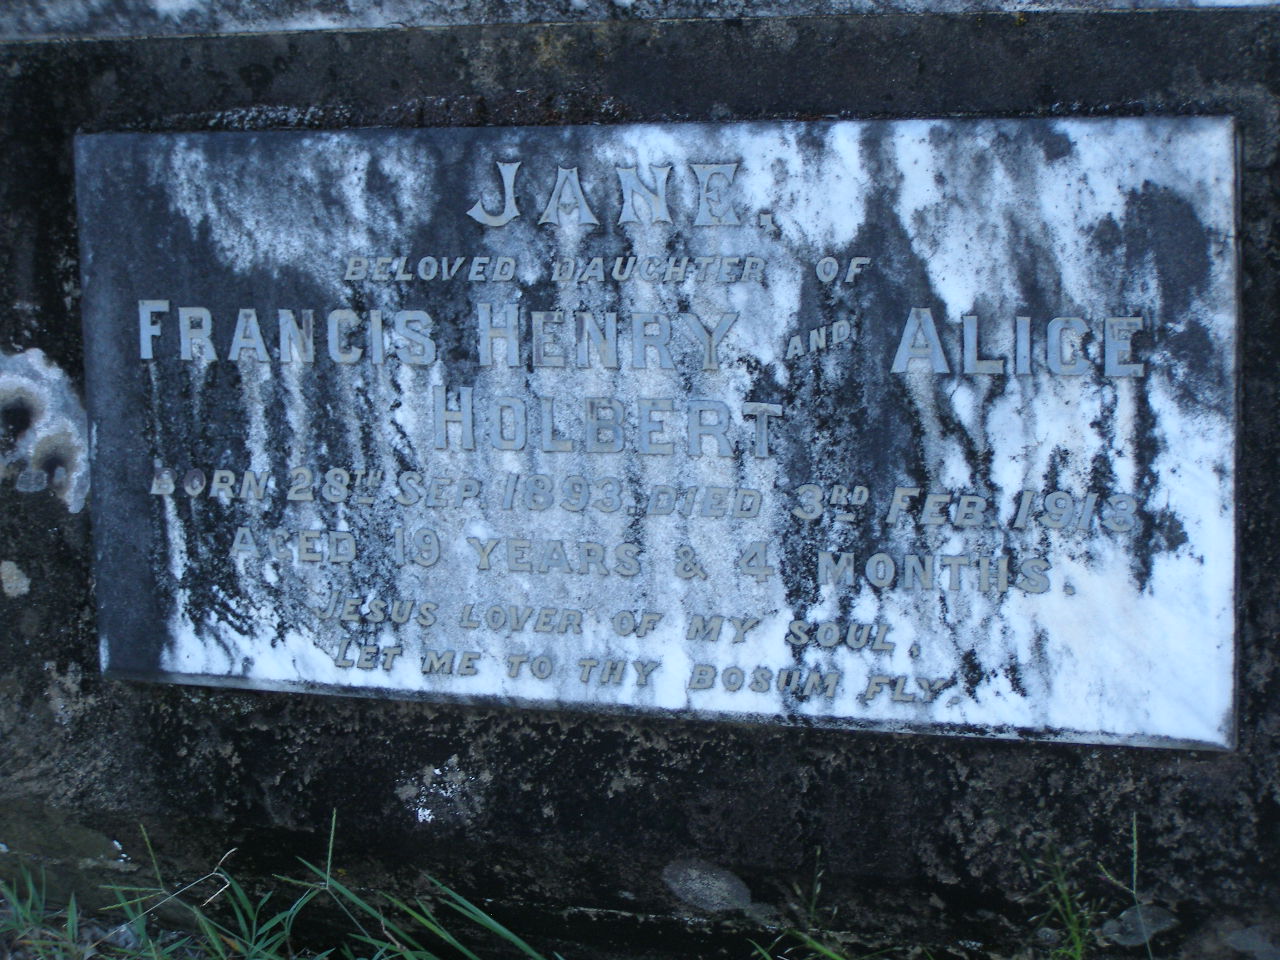 JANE,
BELOVED DAUGHTER OF
FRANCIS HENRY AND ALICE
HOLBERT
BORN 28TH SEP. 1893. DIED 3RD FEB. 1913
AGED 19 YEARS & 4 MONTHS.
JESUS LOVER OF MY SOUL,
LET ME TO THY BOSUM FLY.